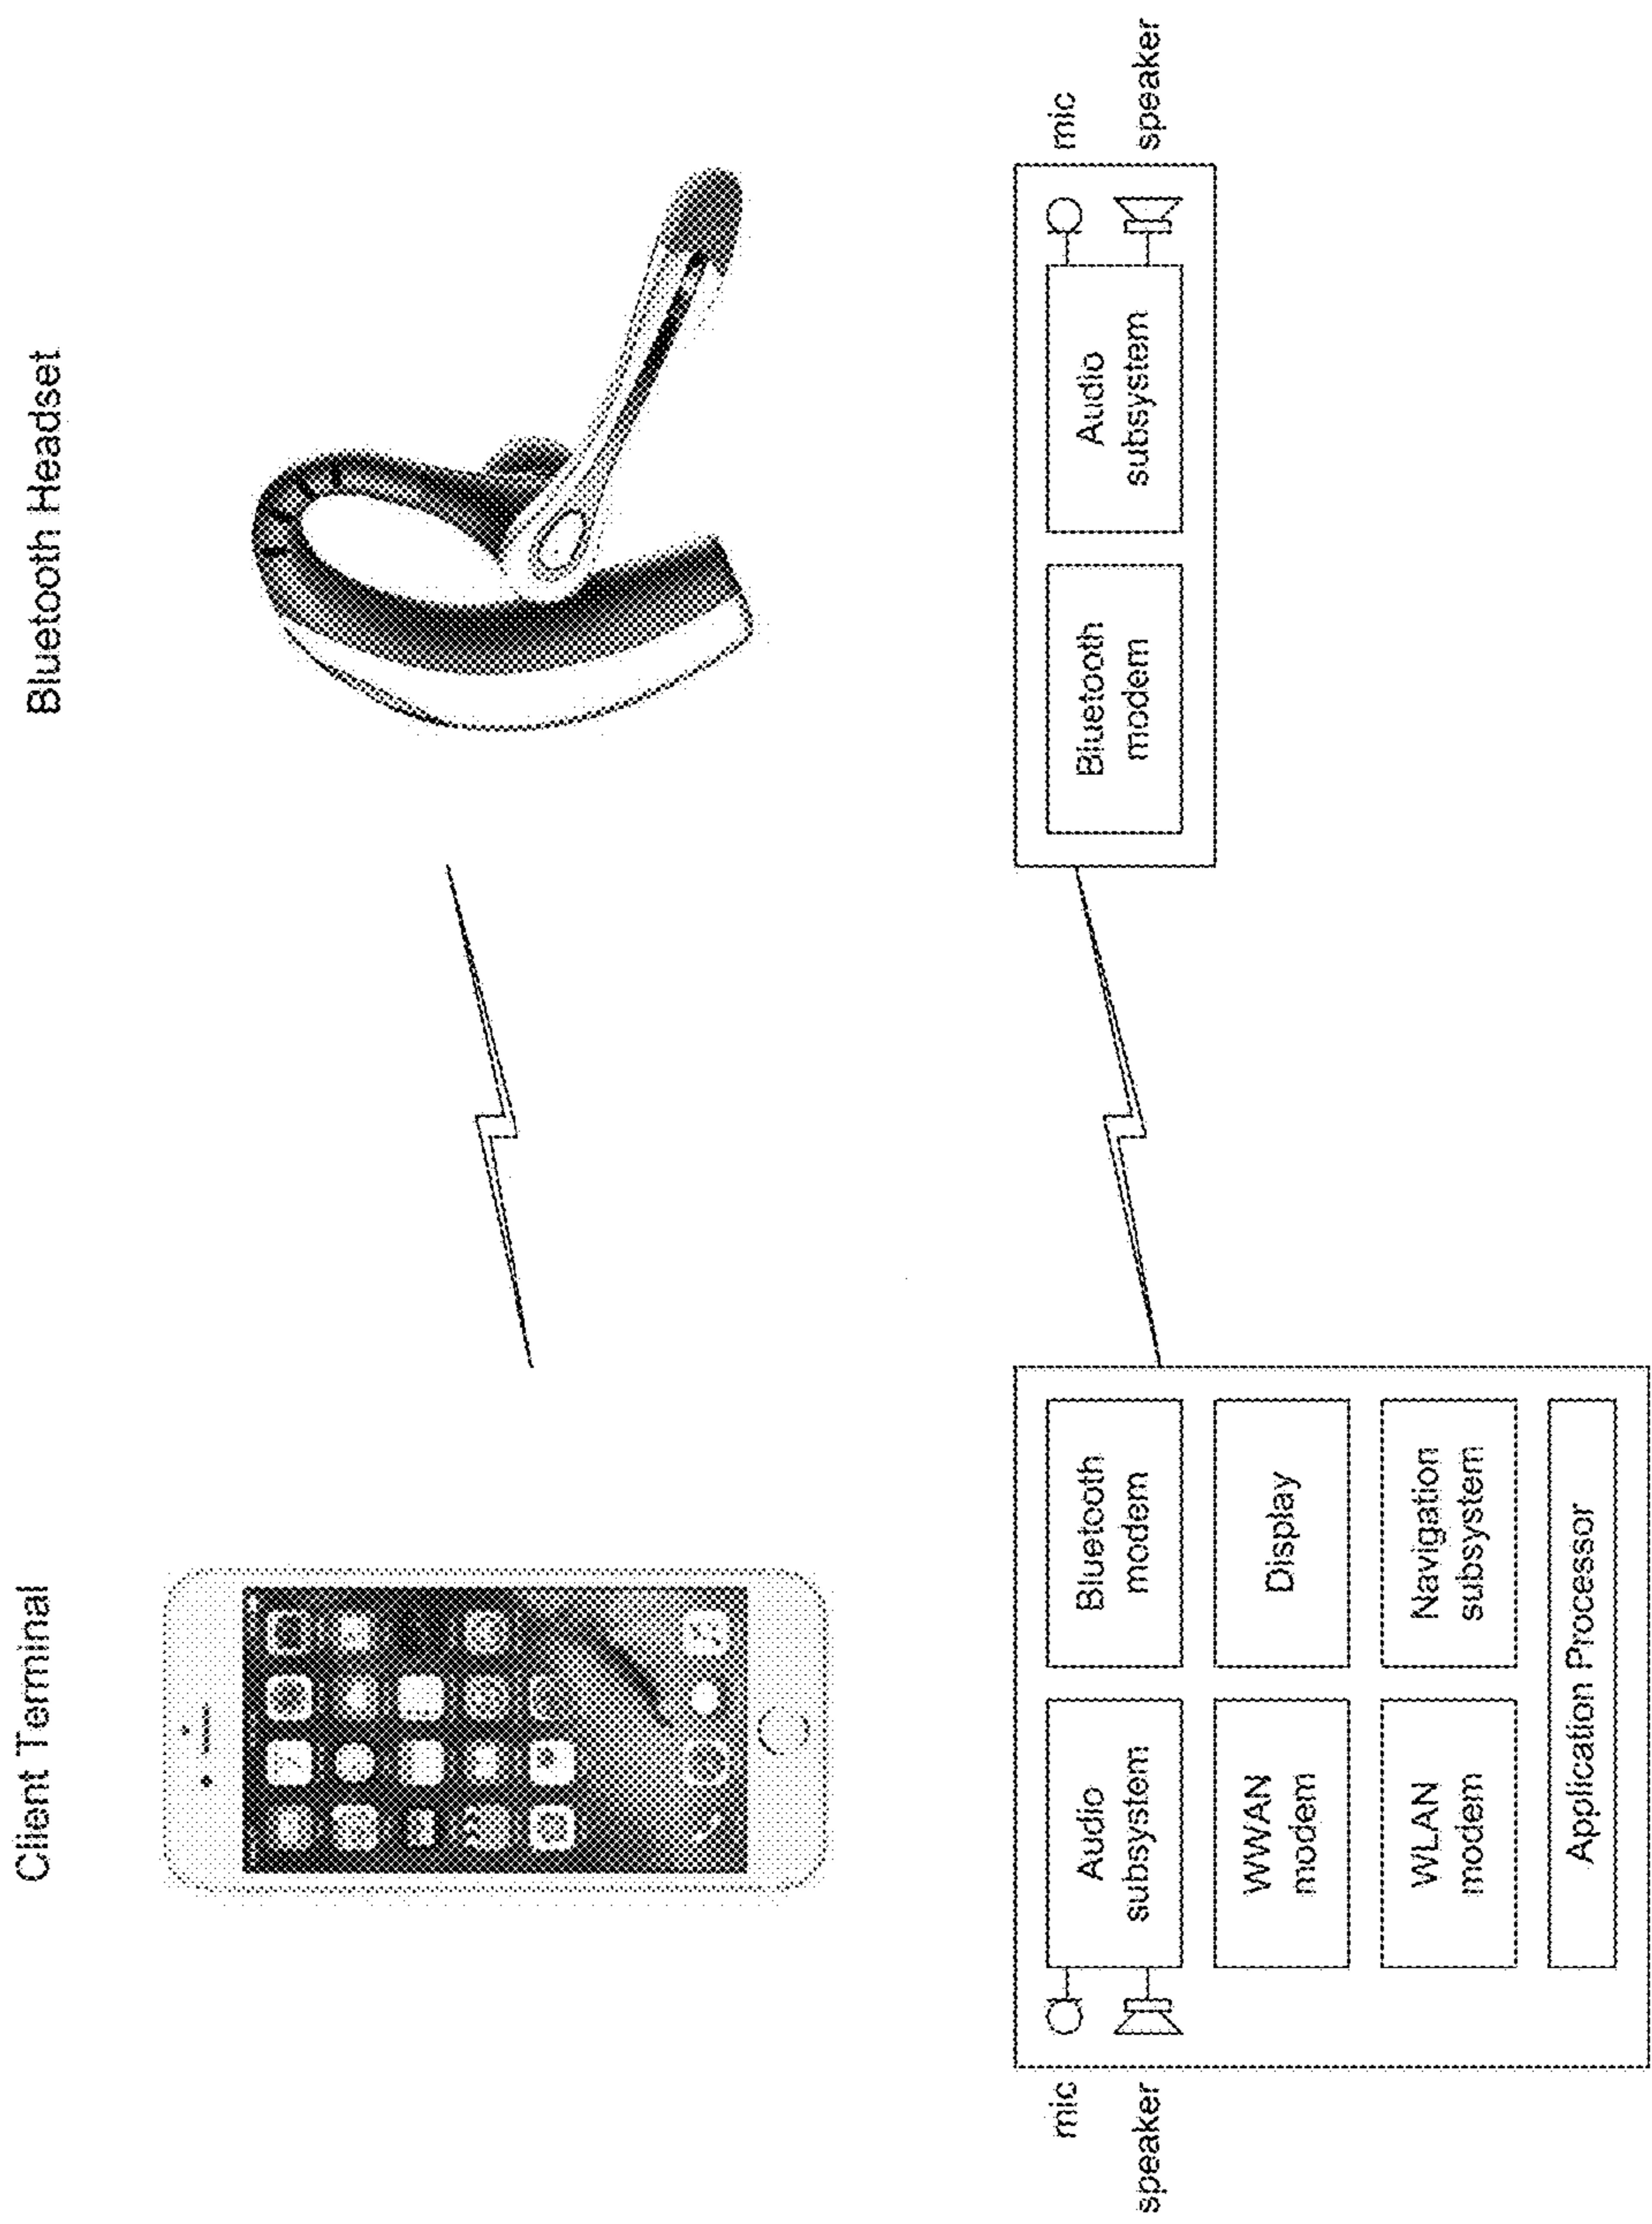 Client Terminal
Bluetooth Headset
mic
speaker
Audio
subsystem
Bluetooth
modem
WWAN
modem
Display
WLAN
modem
Navigation
subsystem
Application Processor
Bluetooth
modem
Audio
subsystem
mic
speaker